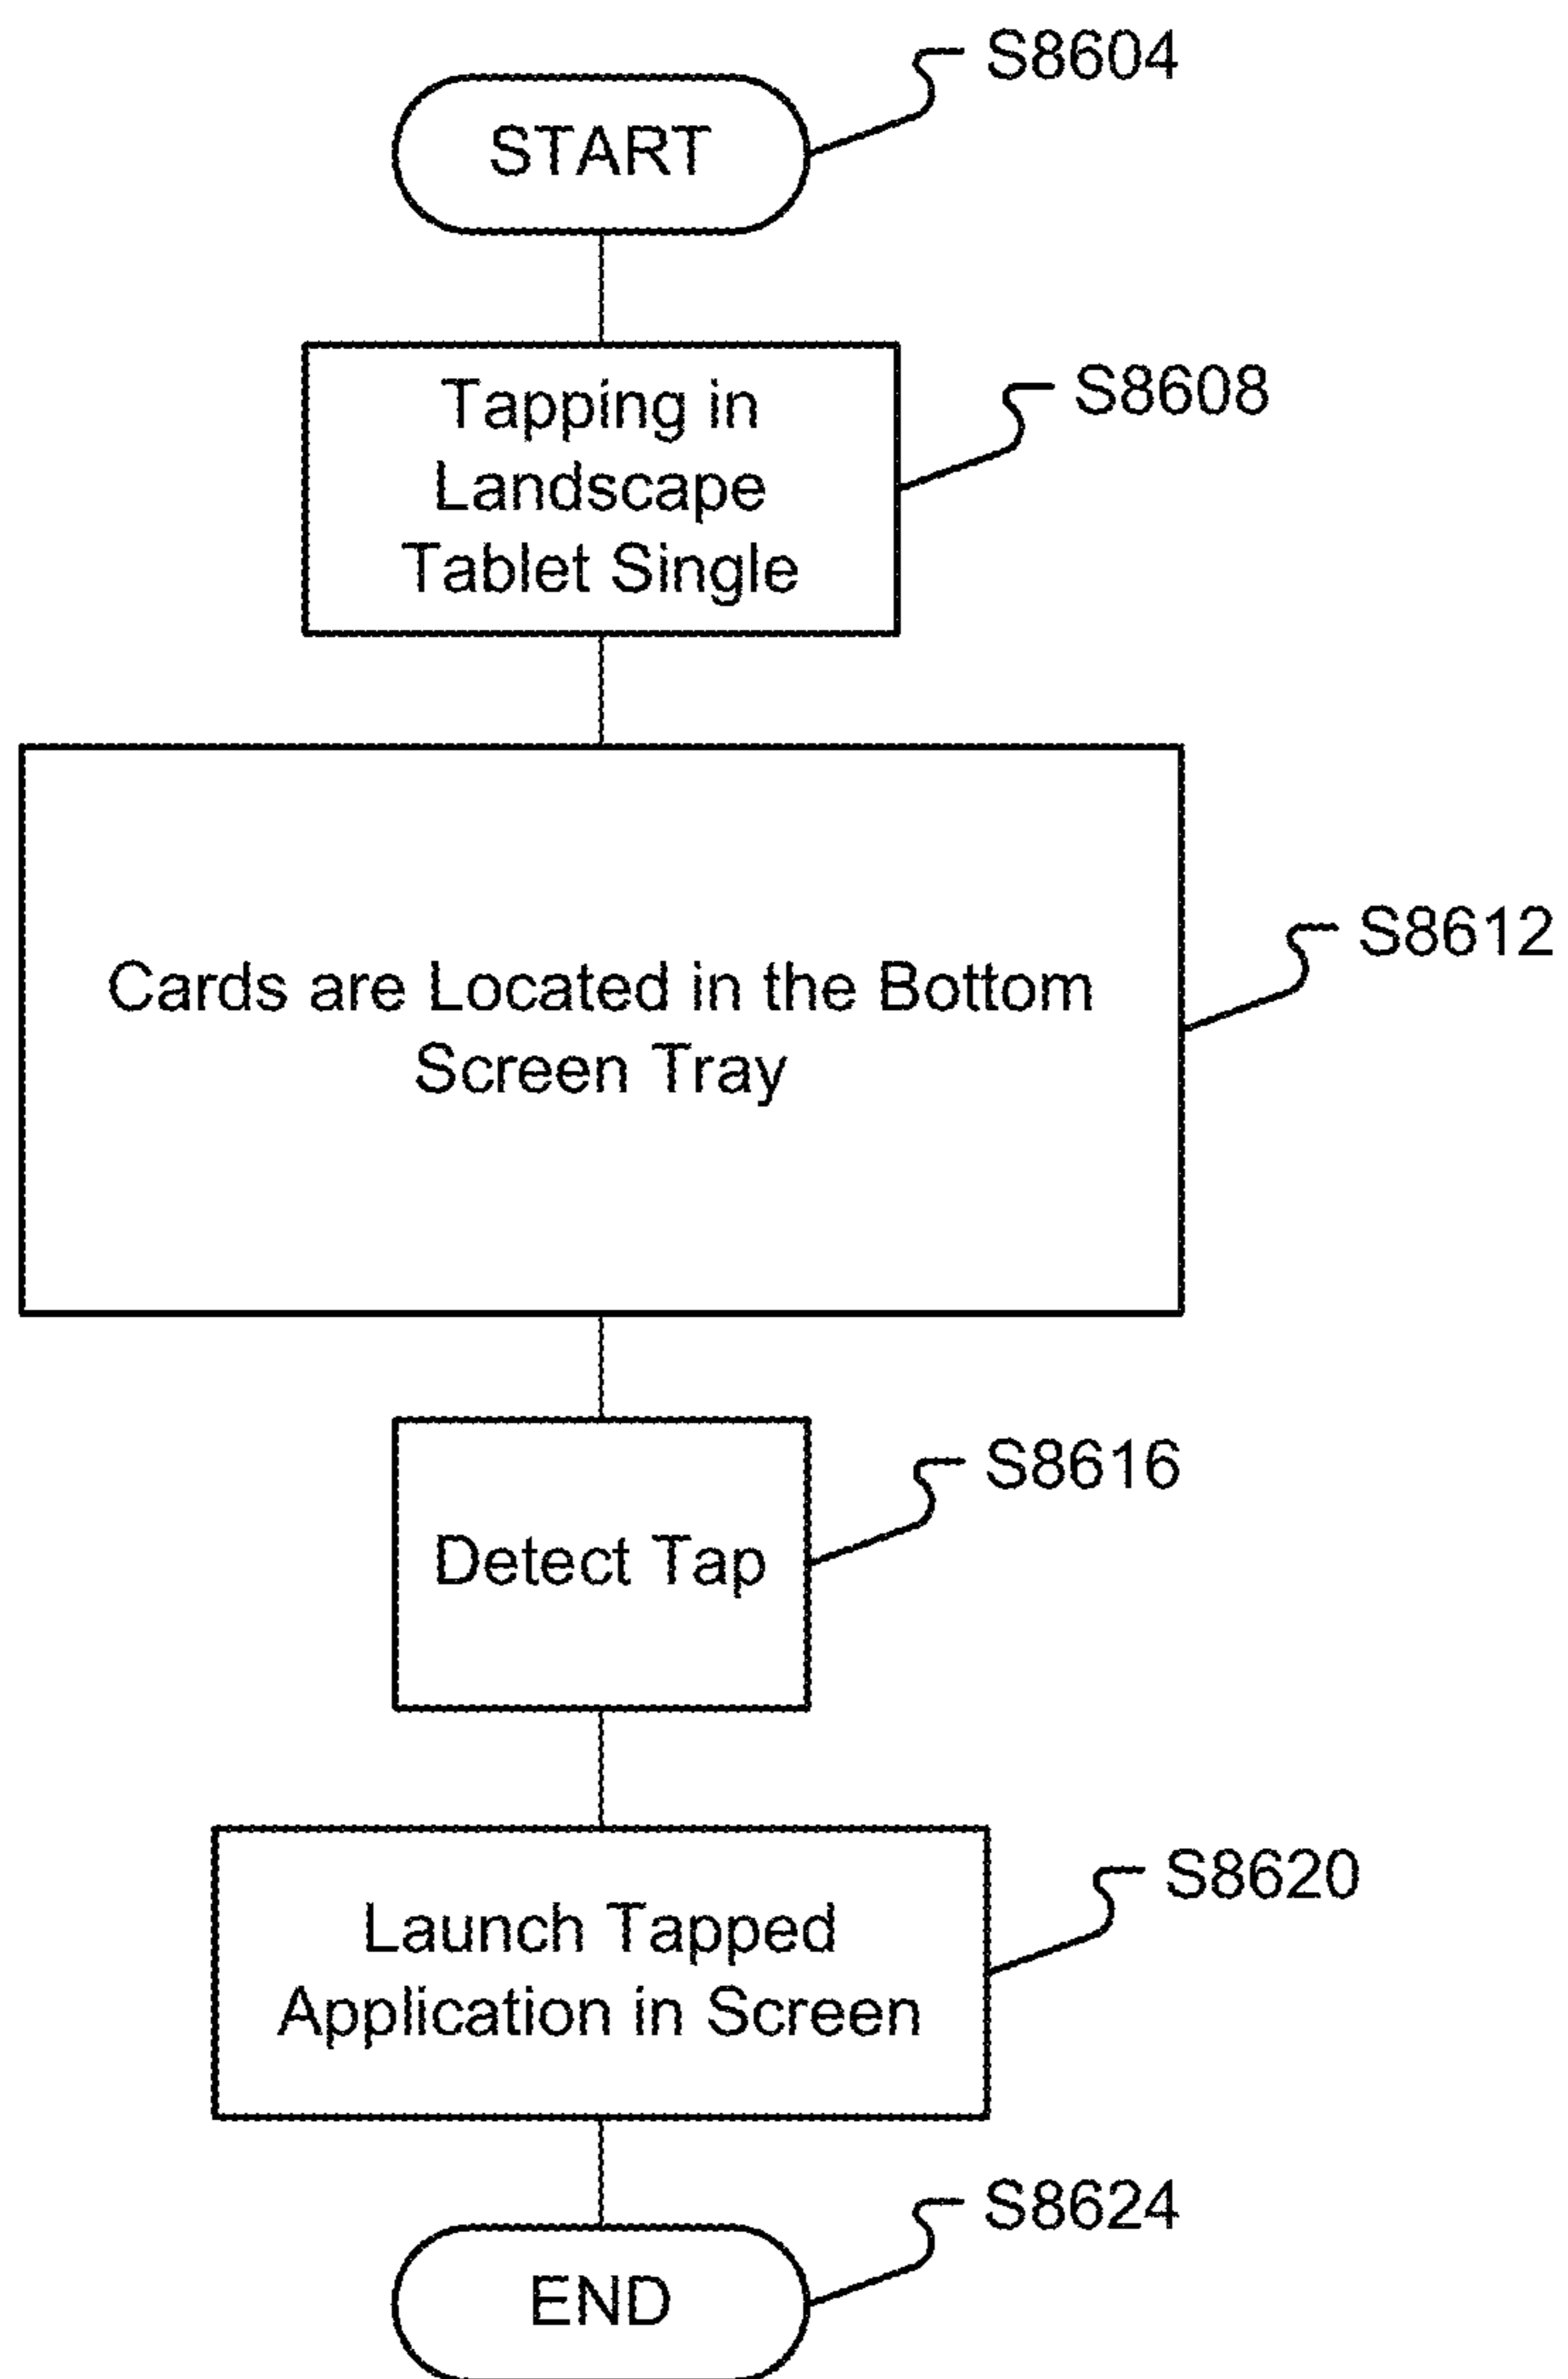 S8604
START
S8608
Tapping in
Landscape
Tablet Single
S8612
Cards are Located in the Bottom
Screen Tray
S8616
Detect Tap
S8620
Launch Tapped
Application in Screen
S8624
END